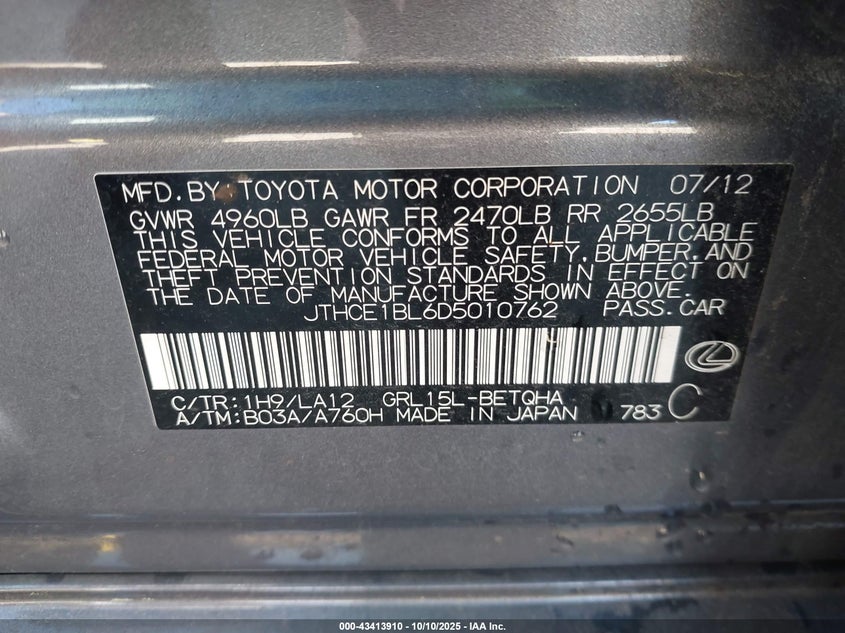 MFD.BY TOYOTA MOTOR CORPORATION 07/12
GVWR 4960LB GAWR FR 2470LB RR 2655LB
THIS VEHICLE CONFORMS TO ALL APPLICABLE
FEDERAL MOTOR VEHICLE SAFETY,BUMPER,AND
THEFT PREVENTION STANDARDS IN EFFECT ON
THE DATE OF MANUFACTURE SHOWN ABOVE.
JTHCE1BL6D5010762 PASS.CAR
C/TR:1H9/LA12 GRL15L-BETQHA
A/TM:B03A/A760H MADE IN JAPAN 783 C
000-43413910 - 10/10/2025 - IAA Inc.